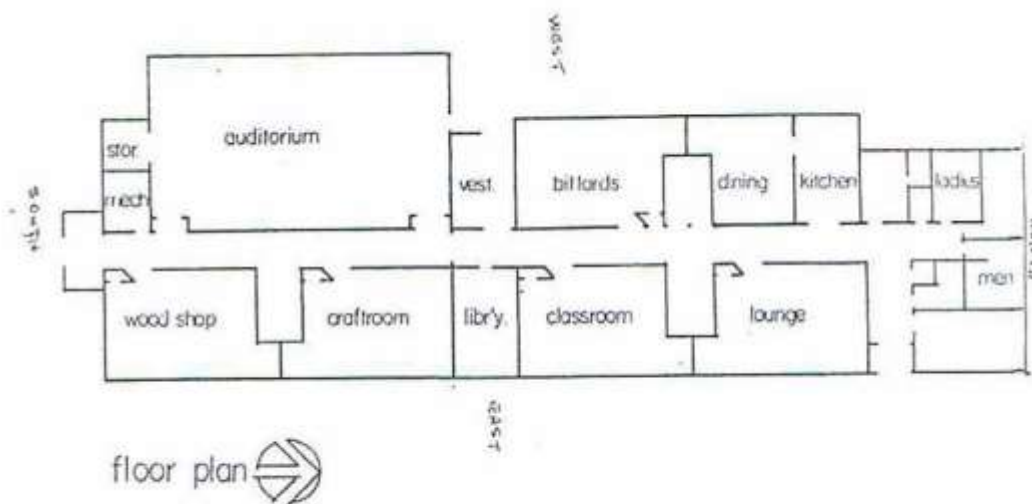 WEST
auditorium
stor.
mech
SOUTH
vest.
billards
dining
kitchen
ladies
men
wood shop
craftroom
libr'y.
classroom
lounge
EAST
floor plan